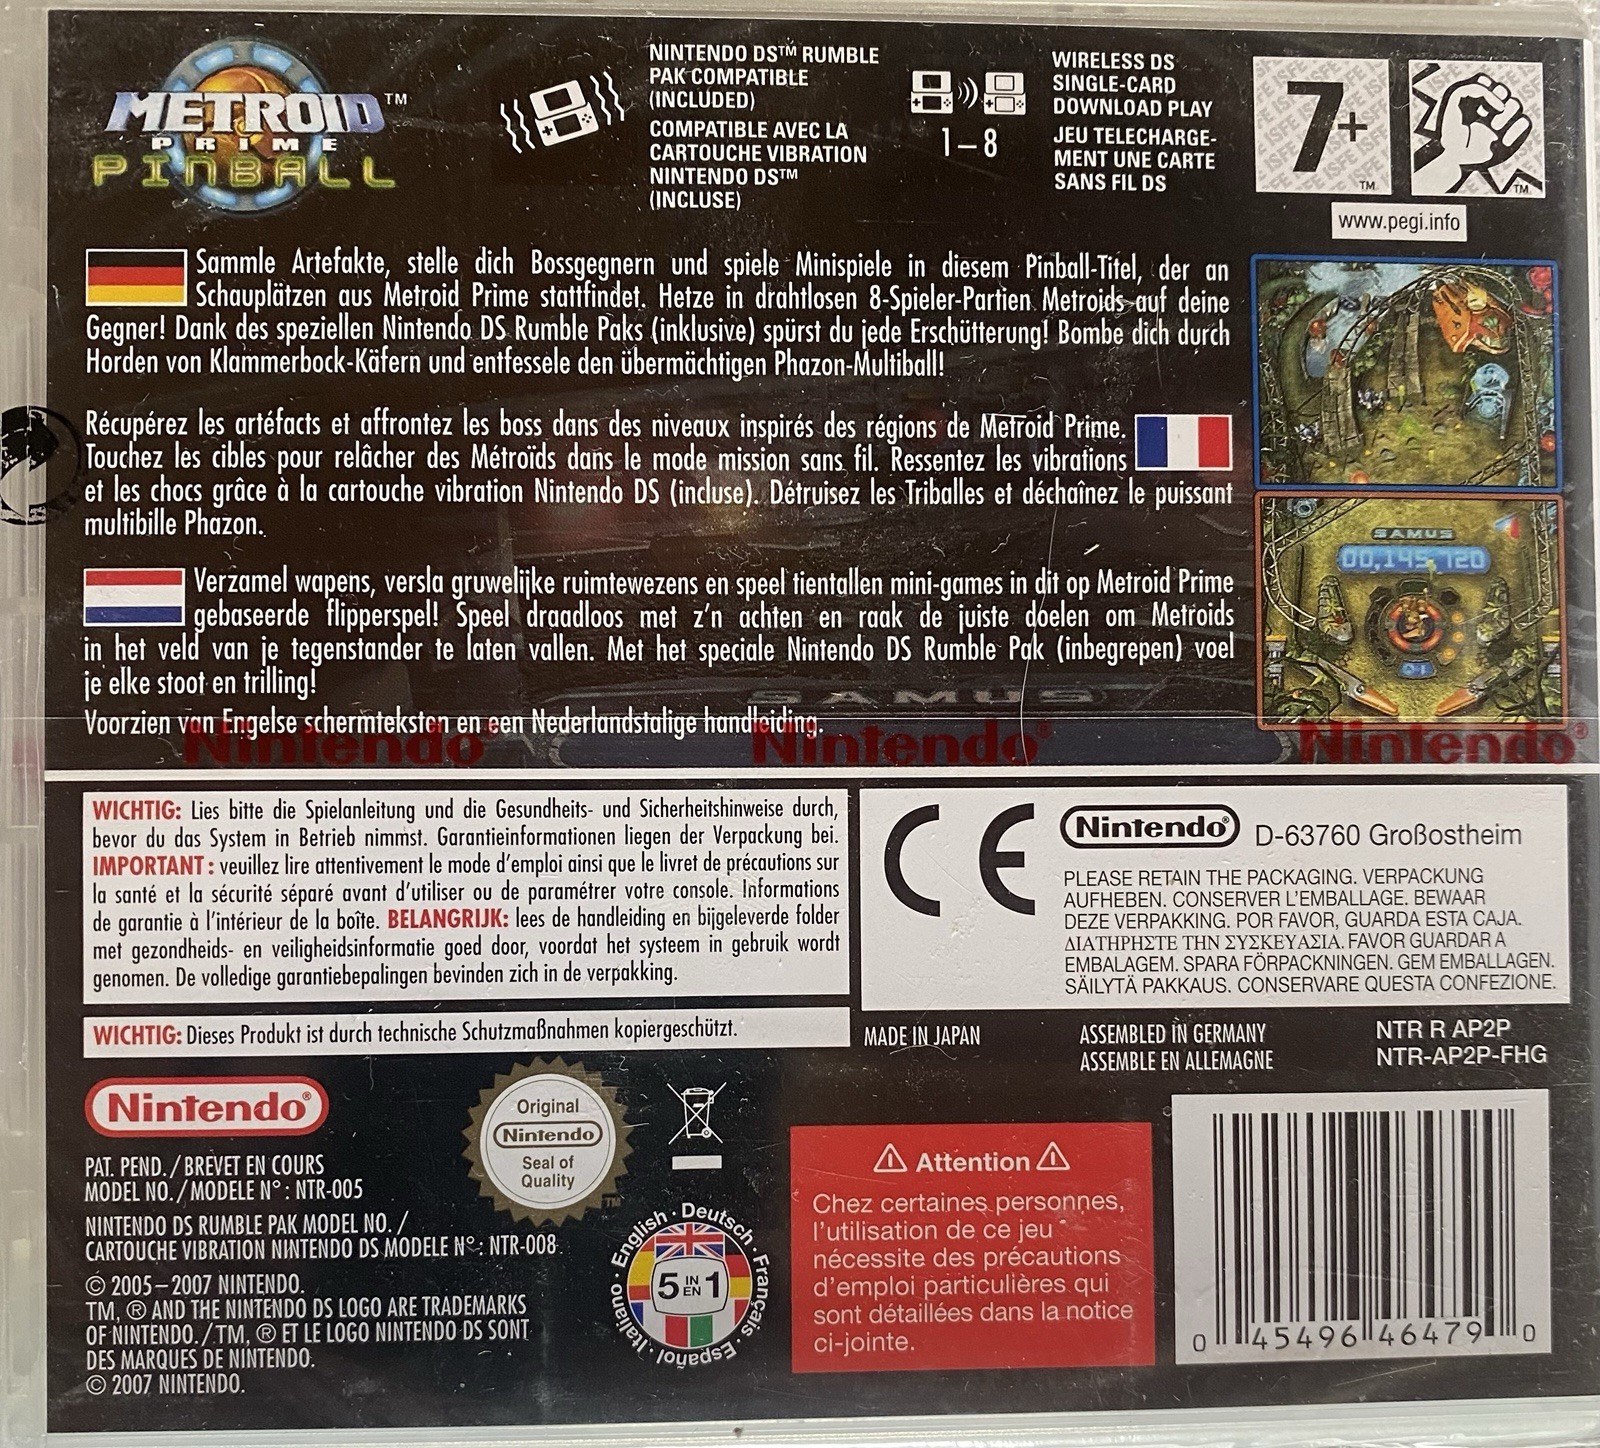 METROID™
PRIME
PINBALL
NINTENDO DS™ RUMBLE
PAK COMPATIBLE
(INCLUDED)
COMPATIBLE AVEC LA
CARTOUCHE VIBRATION
NINTENDO DS™
(INCLUSE)
1–8
WIRELESS DS
SINGLE-CARD
DOWNLOAD PLAY
JEU TELECHARGE-
MENT UNE CARTE
SANS FIL DS
7+
™
™
www.pegi.info
Sammle Artefakte, stelle dich Bossgegnern und spiele Minispiele in diesem Pinball-Titel, der an
Schauplätzen aus Metroid Prime stattfindet. Hetze in drahtlosen 8-Spieler-Partien Metroids auf deine
Gegner! Dank des speziellen Nintendo DS Rumble Paks (inklusive) spürst du jede Erschütterung! Bombe dich durch
Horden von Klammerbock-Käfern und entfessele den übermächtigen Phazon-Multiball!
Récupérez les artéfacts et affrontez les boss dans des niveaux inspirés des régions de Metroid Prime.
Touchez les cibles pour relâcher des Métroïds dans le mode mission sans fil. Ressentez les vibrations
et les chocs grâce à la cartouche vibration Nintendo DS (incluse). Détruisez les Triballes et déchaînez le puissant
multibille Phazon.
Verzamel wapens, versla gruwelijke ruimtewezens en speel tientallen mini-games in dit op Metroid Prime
gebaseerde flipperspel! Speel draadloos met z'n achten en raak de juiste doelen om Metroids
in het veld van je tegenstander te laten vallen. Met het speciale Nintendo DS Rumble Pak (inbegrepen) voel
je elke stoot en trilling!
Voorzien van Engelse schermteksten en een Nederlandstalige handleiding.
SAMUS
00,145,720
SAMUS
Nintendo Nintendo® Nintendo®
WICHTIG: Lies bitte die Spielanleitung und die Gesundheits- und Sicherheitshinweise durch,
bevor du das System in Betrieb nimmst. Garantieinformationen liegen der Verpackung bei.
IMPORTANT : veuillez lire attentivement le mode d'emploi ainsi que le livret de précautions sur
la santé et la sécurité séparé avant d'utiliser ou de paramétrer votre console. Informations
de garantie à l'intérieur de la boîte. BELANGRIJK: lees de handleiding en bijgeleverde folder
met gezondheids- en veiligheidsinformatie goed door, voordat het systeem in gebruik wordt
genomen. De volledige garantiebepalingen bevinden zich in de verpakking.
WICHTIG: Dieses Produkt ist durch technische Schutzmaßnahmen kopiergeschützt.
CE
Nintendo® D-63760 Großostheim
PLEASE RETAIN THE PACKAGING. VERPACKUNG
AUFHEBEN. CONSERVER L'EMBALLAGE. BEWAAR
DEZE VERPAKKING. POR FAVOR, GUARDA ESTA CAJA.
ΔΙΑΤΗΡΗΣΤΕ ΤΗΝ ΣΥΣΚΕΥΑΣΙΑ. FAVOR GUARDAR A
EMBALAGEM. SPARA FÖRPACKNINGEN. GEM EMBALLAGEN.
SÄILYTÄ PAKKAUS. CONSERVARE QUESTA CONFEZIONE.
MADE IN JAPAN
ASSEMBLED IN GERMANY
ASSEMBLE EN ALLEMAGNE
NTR R AP2P
NTR-AP2P-FHG
Nintendo®
PAT. PEND. / BREVET EN COURS
MODEL NO. / MODELE N° : NTR-005
NINTENDO DS RUMBLE PAK MODEL NO. /
CARTOUCHE VIBRATION NINTENDO DS MODELE N° : NTR-008
© 2005–2007 NINTENDO.
TM, ® AND THE NINTENDO DS LOGO ARE TRADEMARKS
OF NINTENDO. / TM, ® ET LE LOGO NINTENDO DS SONT
DES MARQUES DE NINTENDO.
© 2007 NINTENDO.
Original
Nintendo
Seal of
Quality
TM
English · Deutsch · Français · Español · Italiano ·
5 IN EN 1
Attention
Chez certaines personnes,
l'utilisation de ce jeu
nécessite des précautions
d'emploi particulières qui
sont détaillées dans la notice
ci-jointe.
0 45496 46479 0